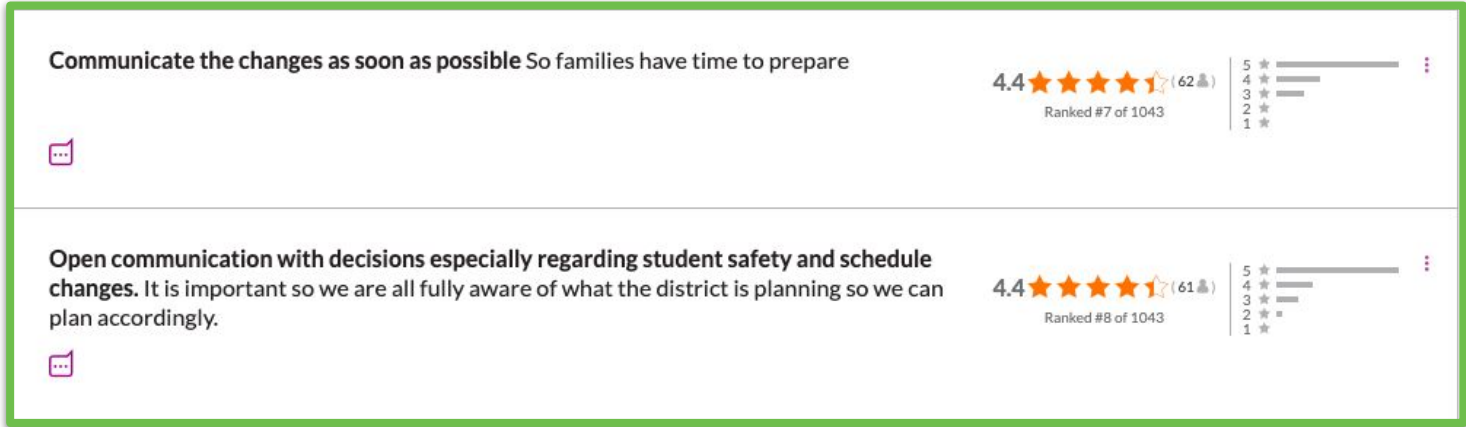 Communicate the changes as soon as possible So families have time to prepare
4.4 (62)
Ranked #7 of 1043
5
4
3
2
1
Open communication with decisions especially regarding student safety and schedule
changes. It is important so we are all fully aware of what the district is planning so we can
plan accordingly.
4.4 (61)
Ranked #8 of 1043
5
4
3
2
1